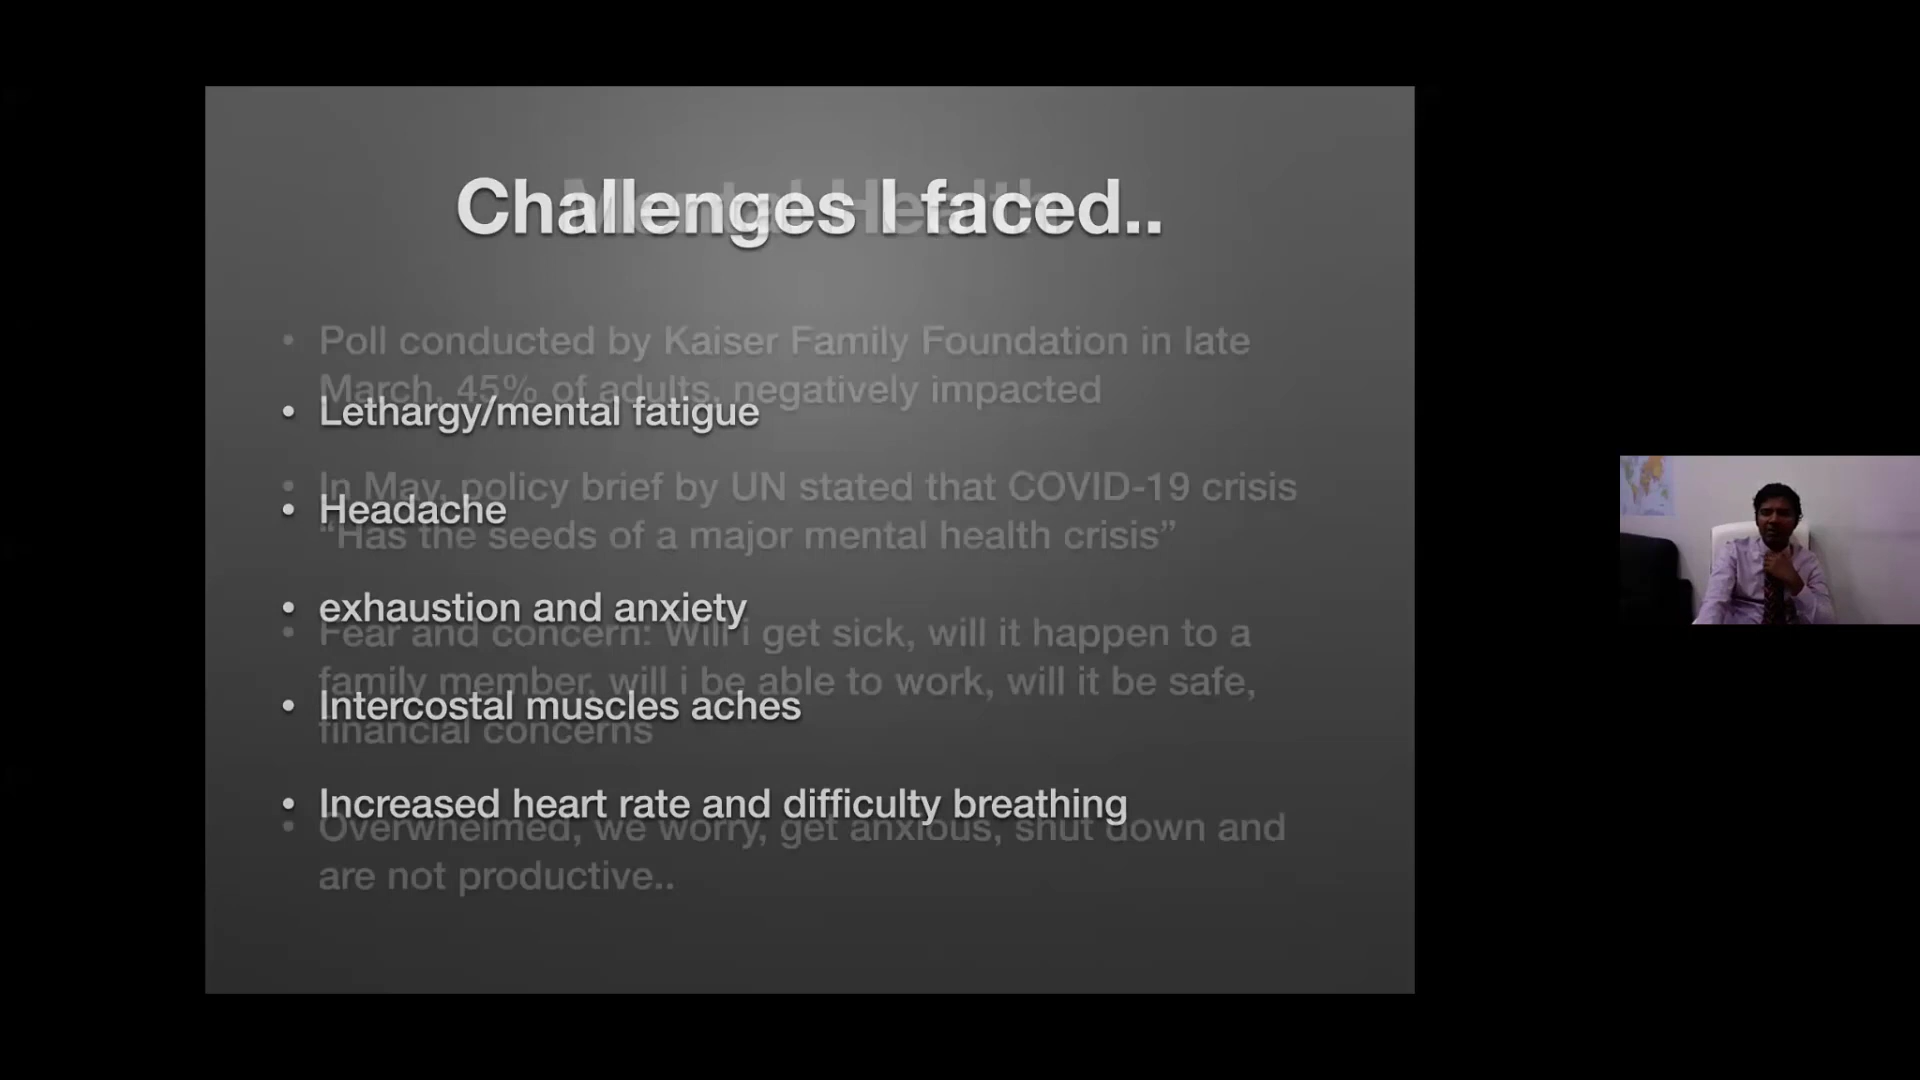 Challenges I faced..
Mental Health
• Poll conducted by Kaiser Family Foundation in late
March, 45% of adults, negatively impacted
• Lethargy/mental fatigue
• In May, policy brief by UN stated that COVID-19 crisis
• Headache
“Has the seeds of a major mental health crisis”
• exhaustion and anxiety
• Fear and concern: Will i get sick, will it happen to a
family member, will i be able to work, will it be safe,
• Intercostal muscles aches
financial concerns
• Increased heart rate and difficulty breathing
• Overwhelmed, we worry, get anxious, shut down and
are not productive..